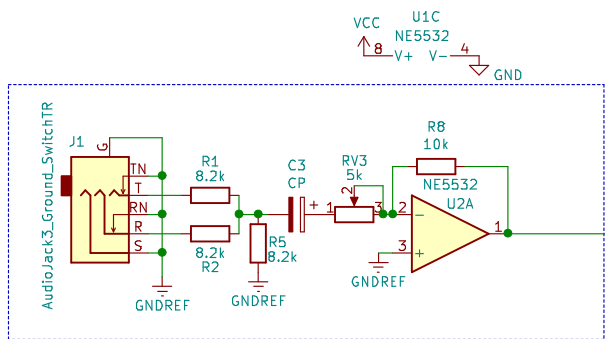 U1C
VCC
NE5532
8
V+
V-
4
GND
AudioJack3_Ground_SwitchTR
J1
G
TN
T
RN
R
S
R1
8.2k
8.2k
R2
GNDREF
C3
CP
+
R5
8.2k
GNDREF
RV3
5k
2
1
3
R8
10k
NE5532
U2A
2
-
3
+
1
GNDREF